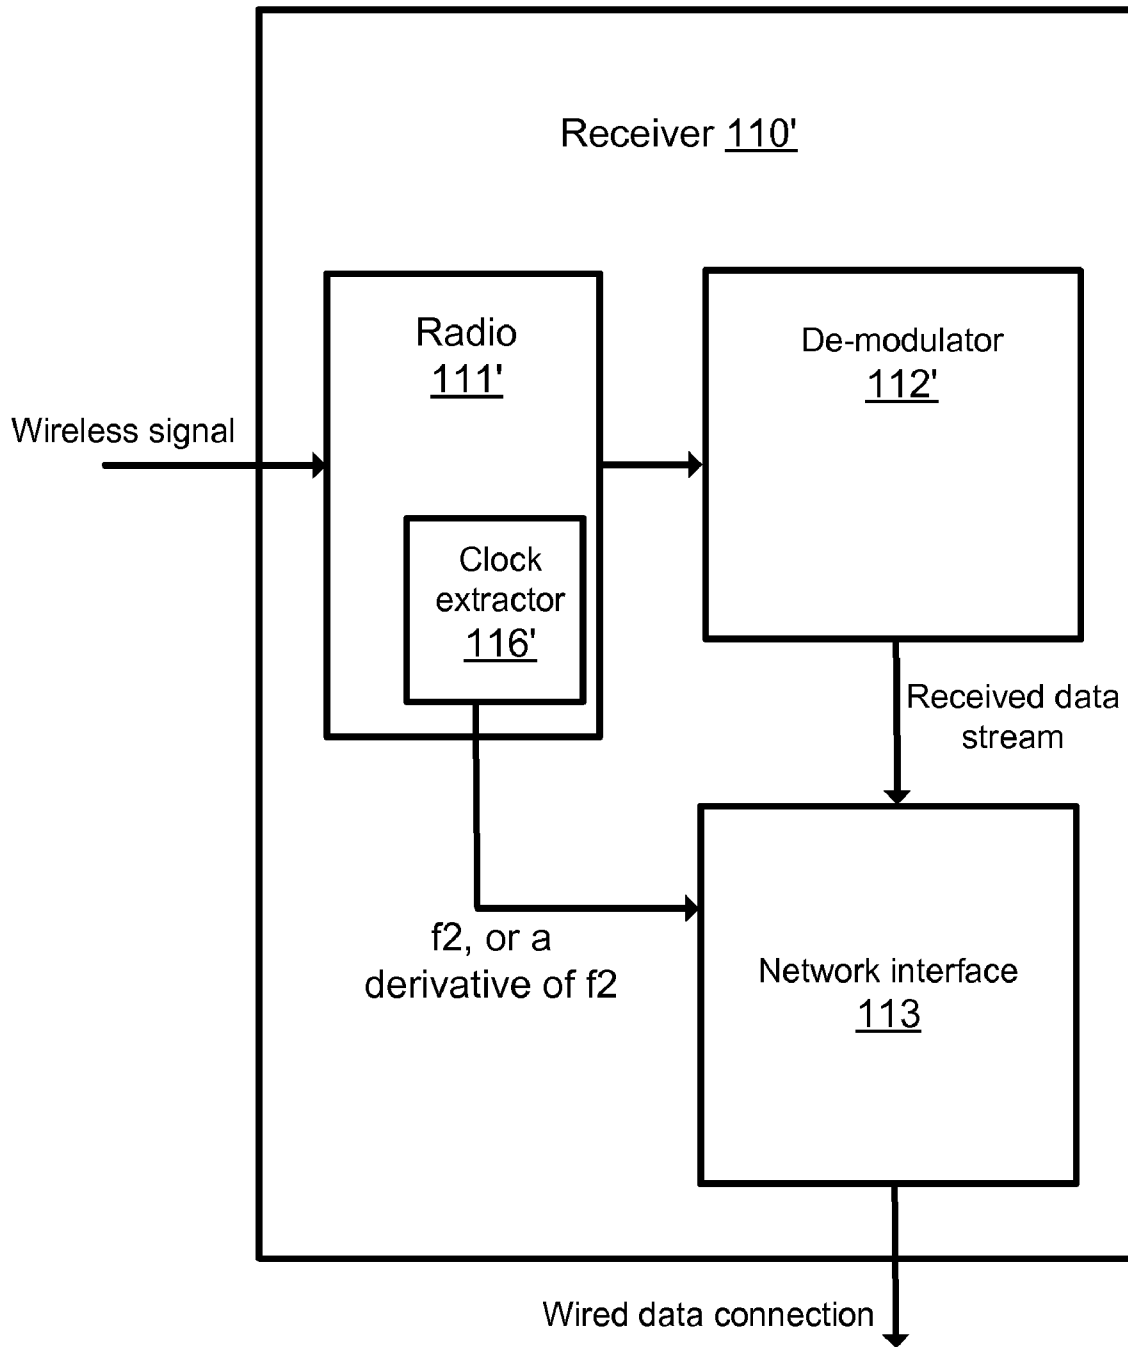 Receiver 110'
Radio
111'
De-modulator
112'
Wireless signal
Clock
extractor
116'
Received data
stream
f2, or a
derivative of f2
Network interface
113
Wired data connection